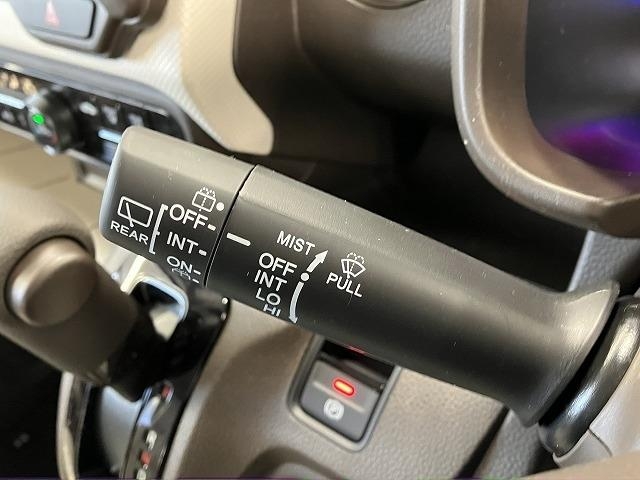 REAR
OFF
INT
ON
MIST
OFF
INT
LO
HI
PULL